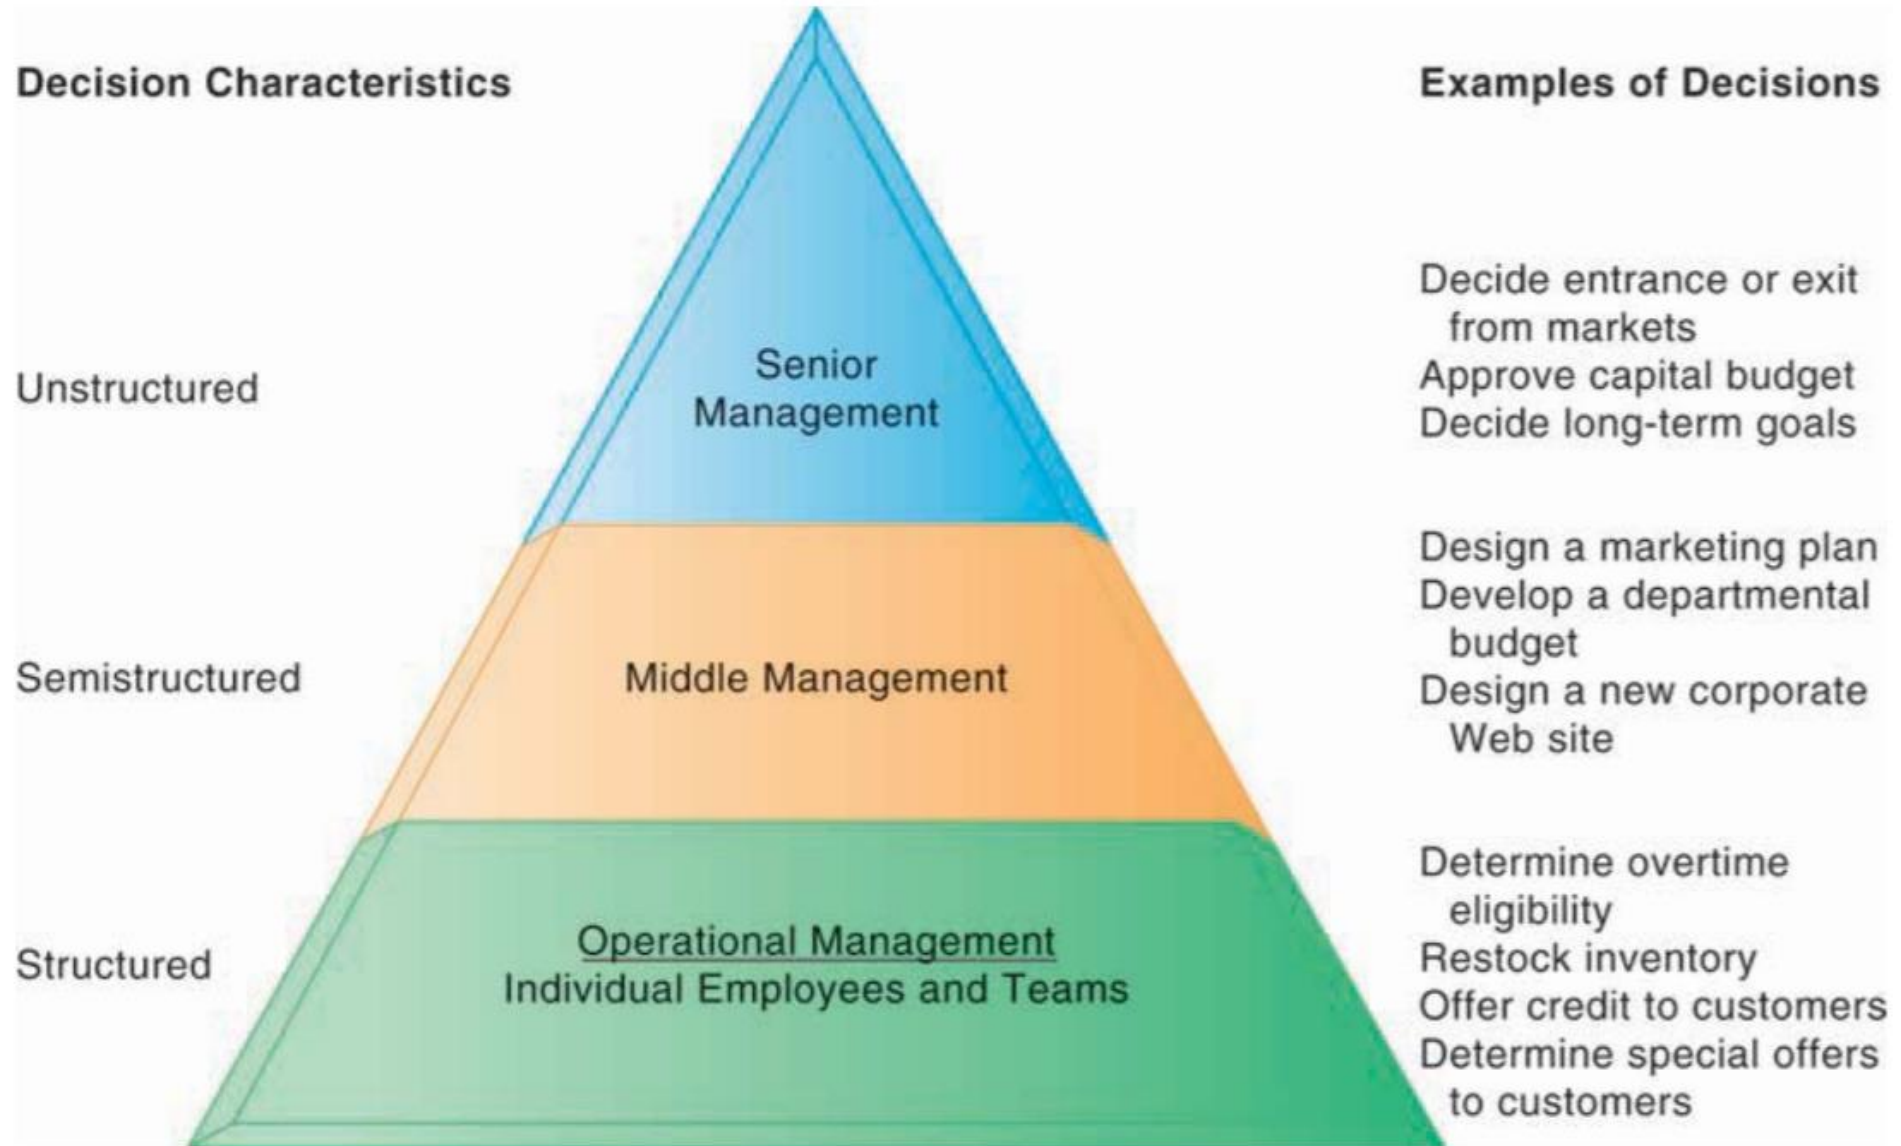 Decision Characteristics
Examples of Decisions
Unstructured
Senior
Management
Decide entrance or exit
from markets
Approve capital budget
Decide long-term goals
Semistructured
Middle Management
Design a marketing plan
Develop a departmental
budget
Design a new corporate
Web site
Structured
Operational Management
Individual Employees and Teams
Determine overtime
eligibility
Restock inventory
Offer credit to customers
Determine special offers
to customers